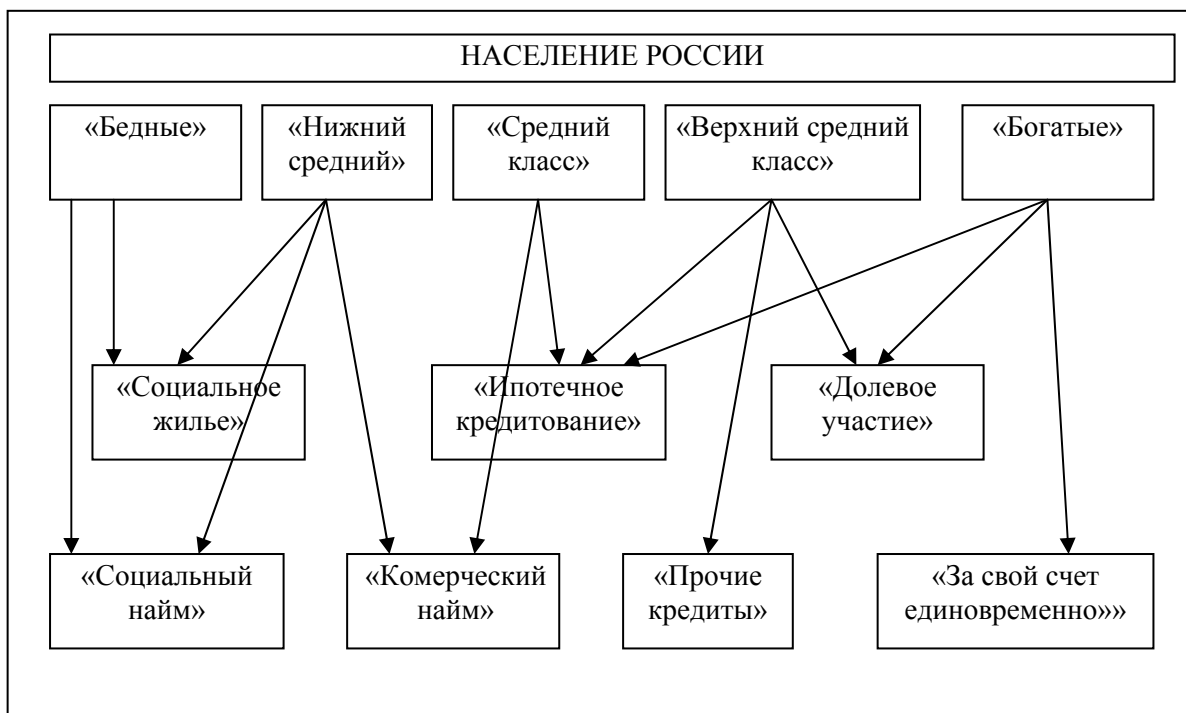 НАСЕЛЕНИЕ РОССИИ
«Бедные»
«Нижний
средний»
«Средний
класс»
«Верхний средний
класс»
«Богатые»
«Социальное
жилье»
«Ипотечное
кредитование»
«Долевое
участие»
«Социальный
найм»
«Комерческий
найм»
«Прочие
кредиты»
«За свой счет
единовременно»»